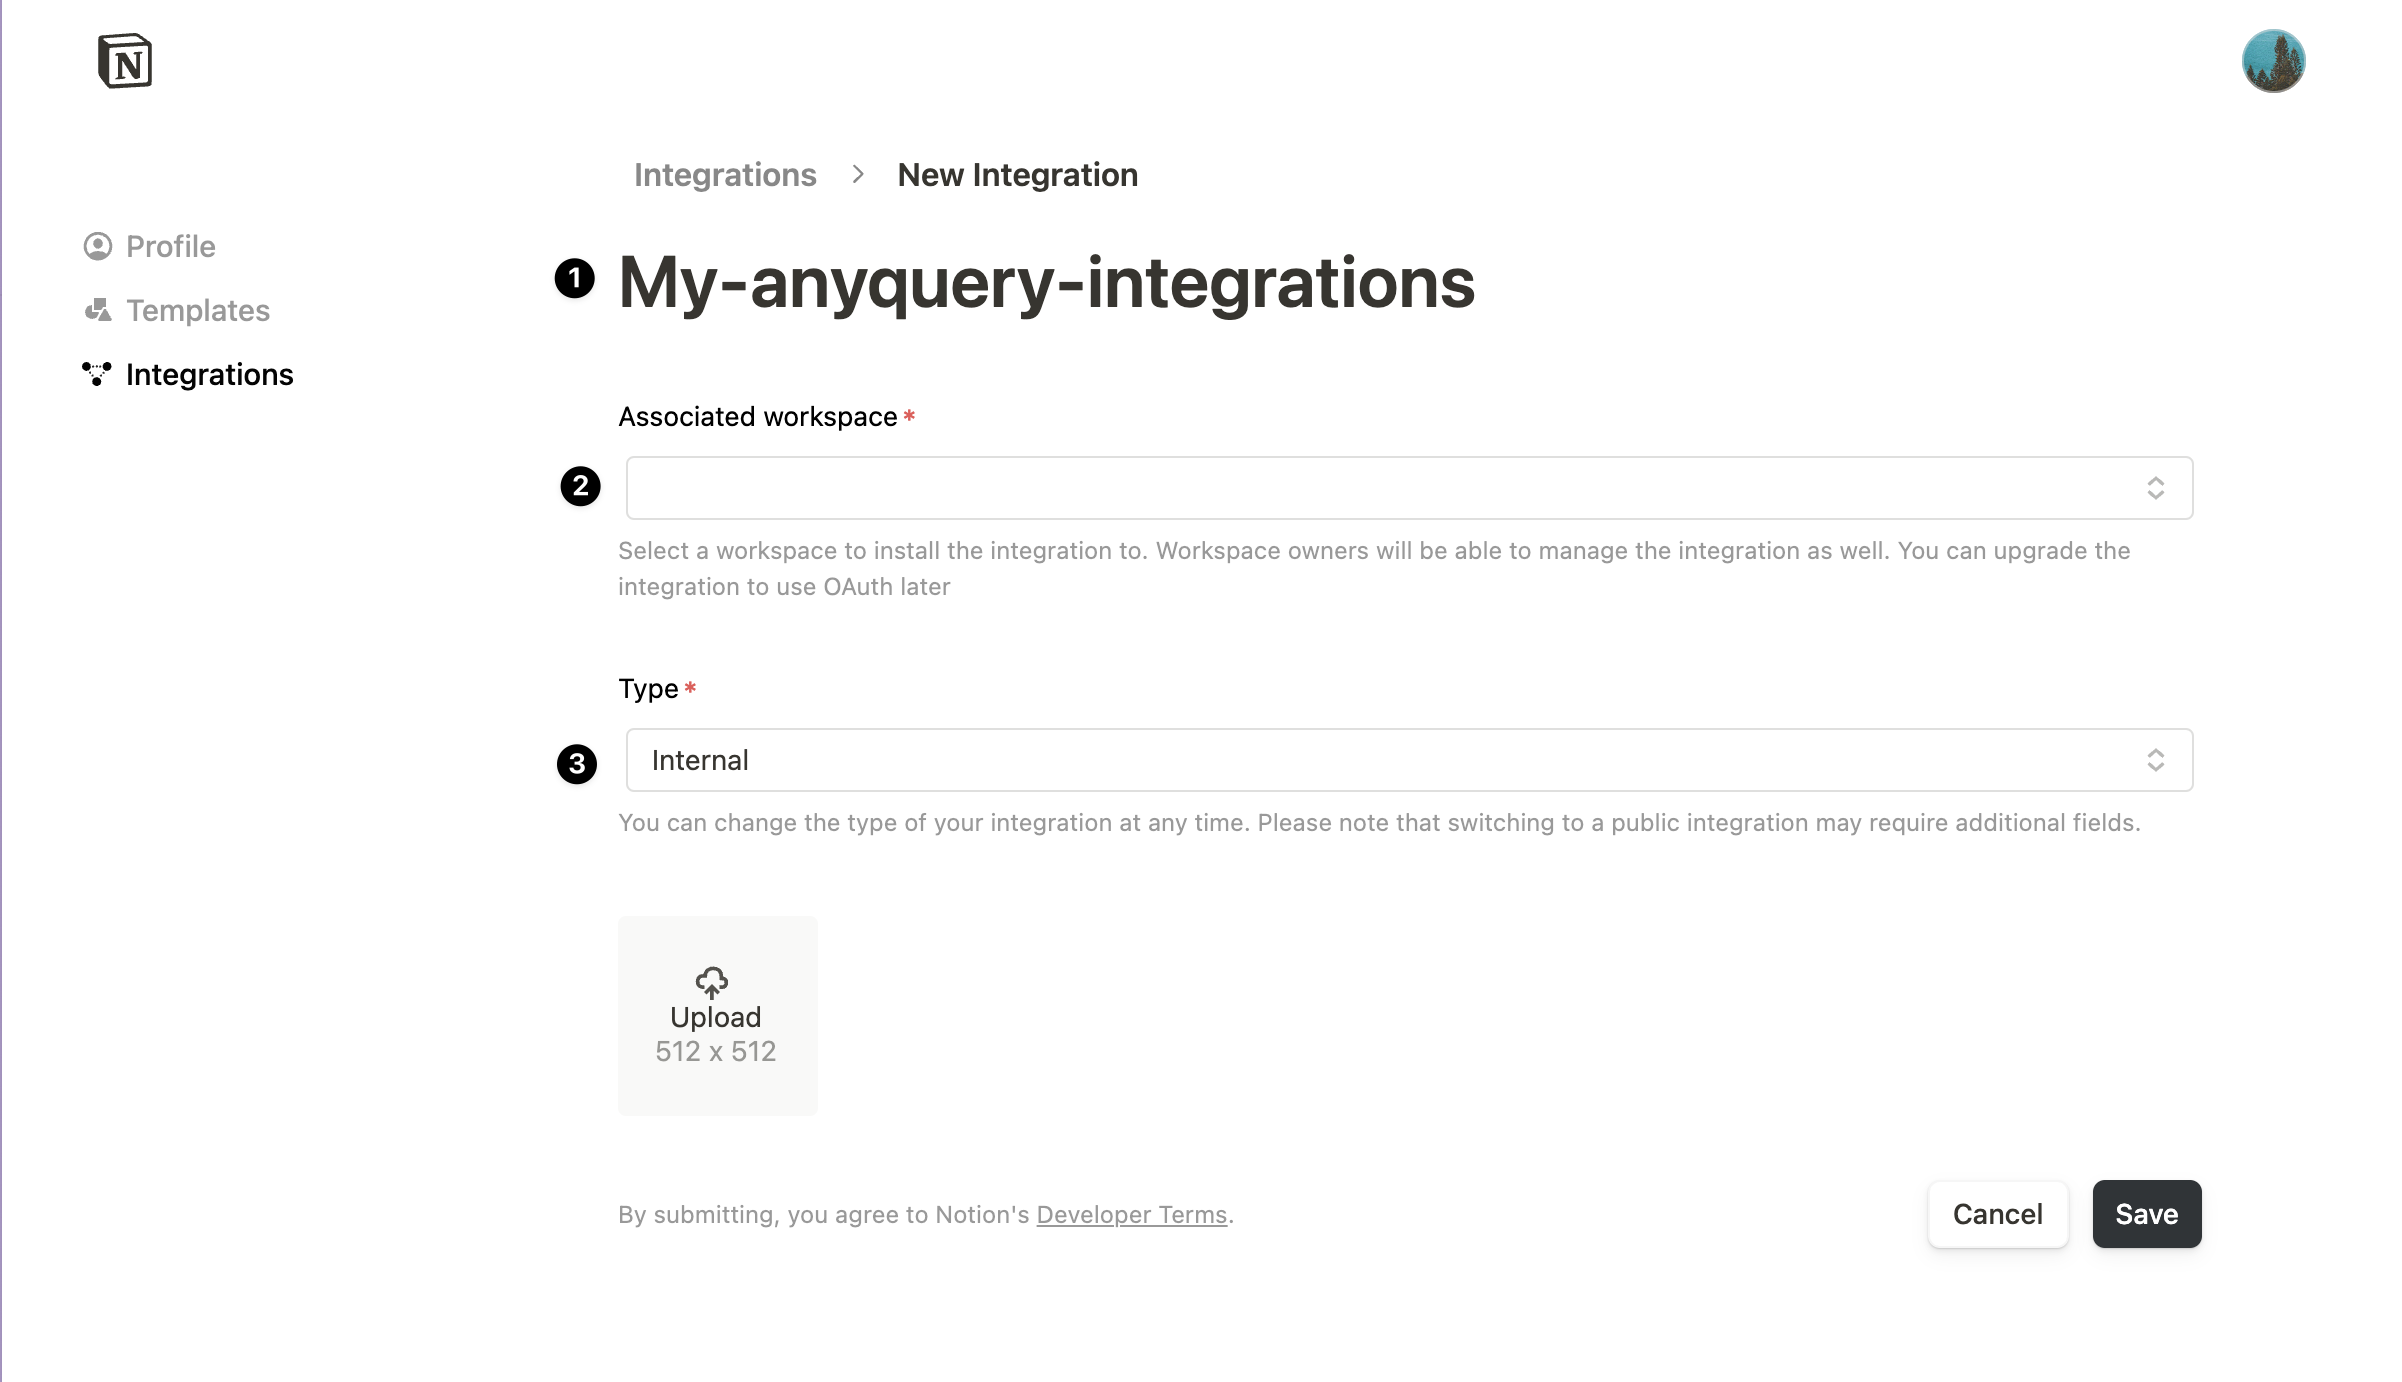 N
Integrations > New Integration
Profile
Templates
Integrations
1 My-anyquery-integrations
Associated workspace *
2
Select a workspace to install the integration to. Workspace owners will be able to manage the integration as well. You can upgrade the
integration to use OAuth later
Type *
3 Internal
You can change the type of your integration at any time. Please note that switching to a public integration may require additional fields.
Upload
512 x 512
By submitting, you agree to Notion's Developer Terms.
Cancel
Save